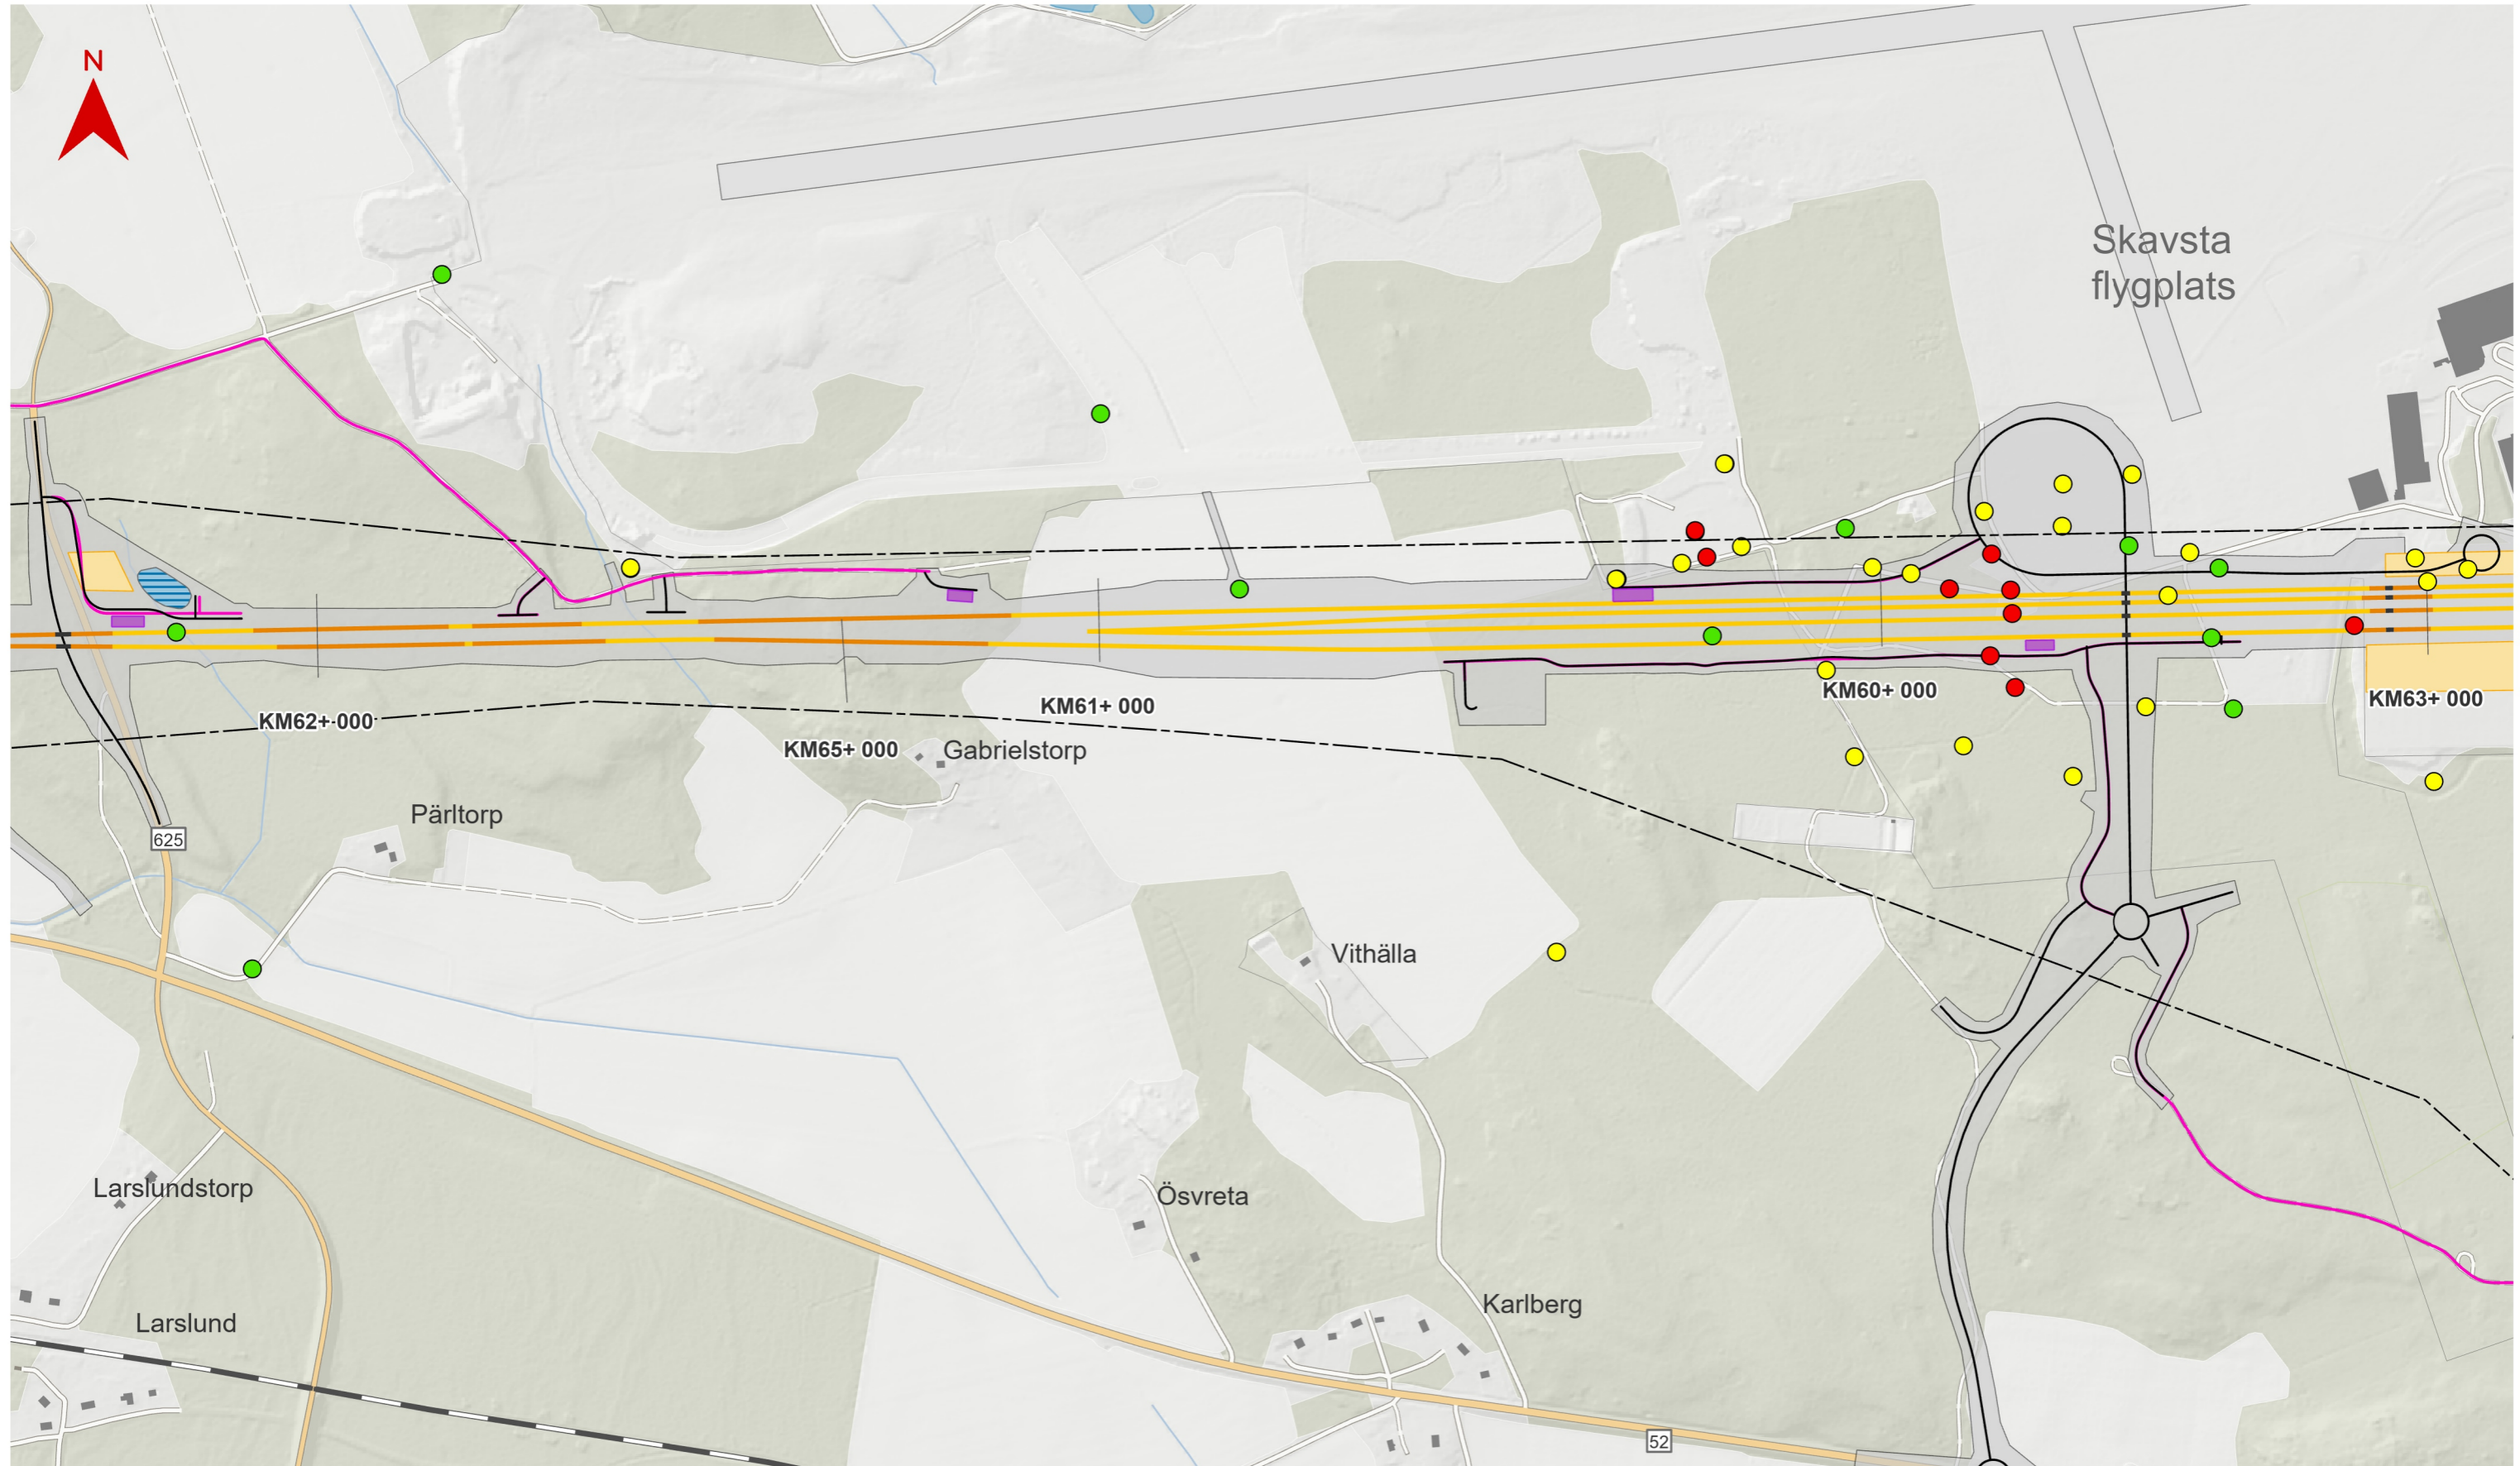 N
Skavsta
flygplats
KM60+ 000
KM63+ 000
KM61+ 000
KM62+ 000
KM65+ 000
Gabrielstorp
Pärltorp
625
Vithälla
Larslundstorp
Ösvreta
Karlberg
Larslund
52